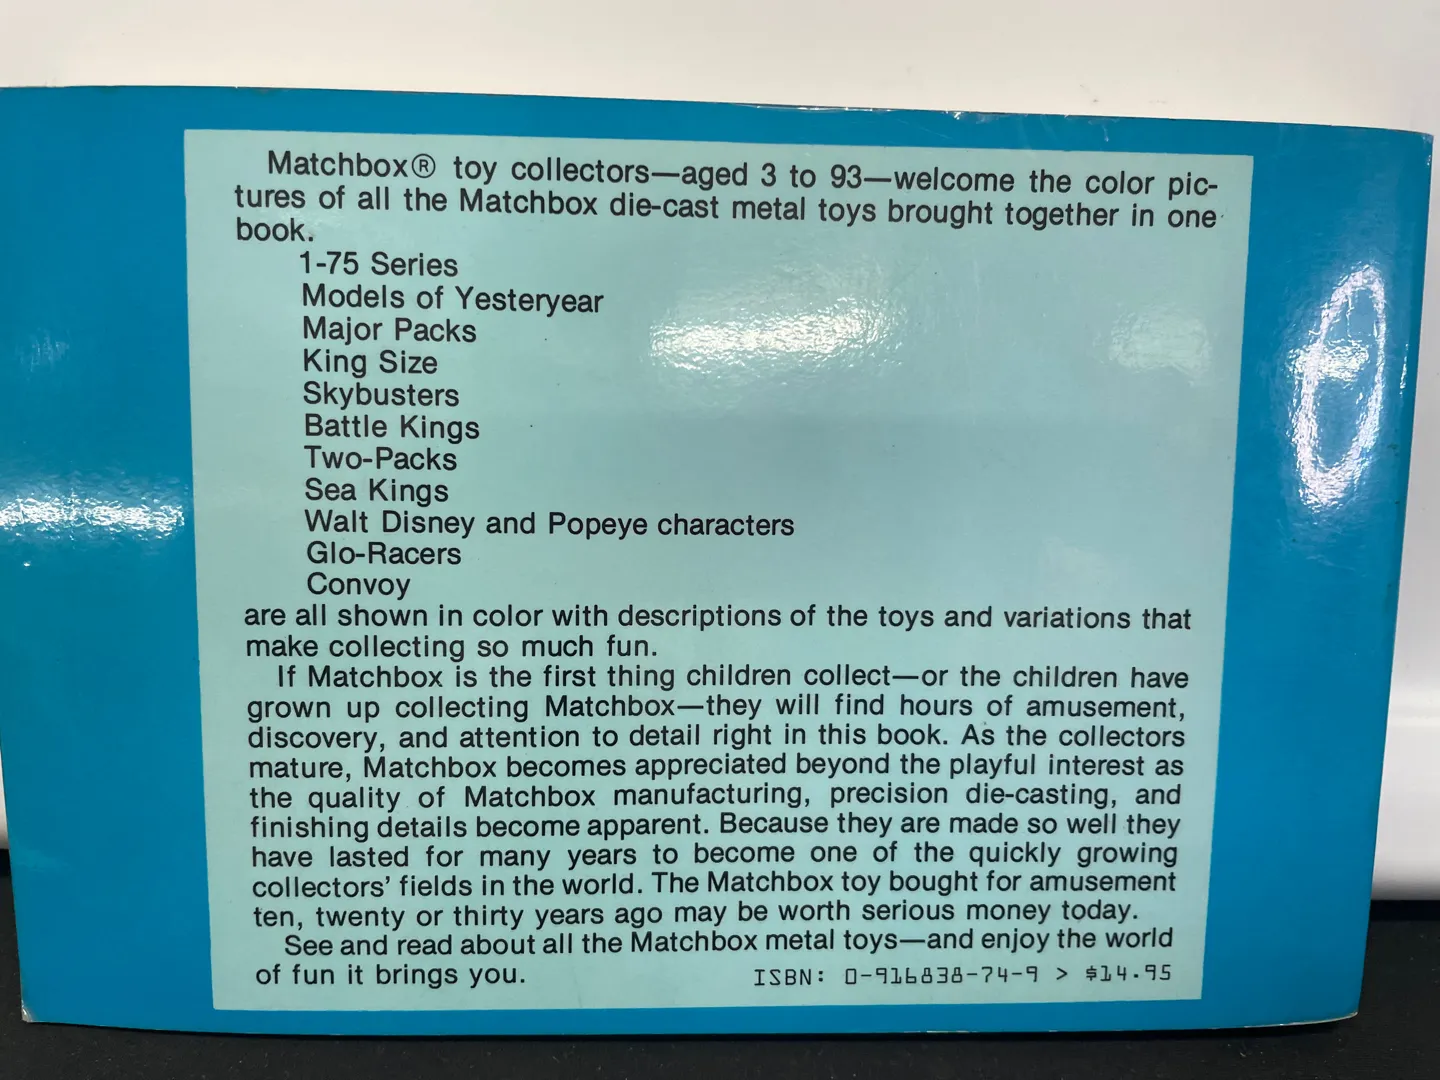 Matchbox® toy collectors—aged 3 to 93—welcome the color pic-
tures of all the Matchbox die-cast metal toys brought together in one
book.
1-75 Series
Models of Yesteryear
Major Packs
King Size
Skybusters
Battle Kings
Two-Packs
Sea Kings
Walt Disney and Popeye characters
Glo-Racers
Convoy
are all shown in color with descriptions of the toys and variations that
make collecting so much fun.
If Matchbox is the first thing children collect—or the children have
grown up collecting Matchbox—they will find hours of amusement,
discovery, and attention to detail right in this book. As the collectors
mature, Matchbox becomes appreciated beyond the playful interest as
the quality of Matchbox manufacturing, precision die-casting, and
finishing details become apparent. Because they are made so well they
have lasted for many years to become one of the quickly growing
collectors' fields in the world. The Matchbox toy bought for amusement
ten, twenty or thirty years ago may be worth serious money today.
See and read about all the Matchbox metal toys—and enjoy the world
of fun it brings you. ISBN: 0-916838-74-9 > $14.95